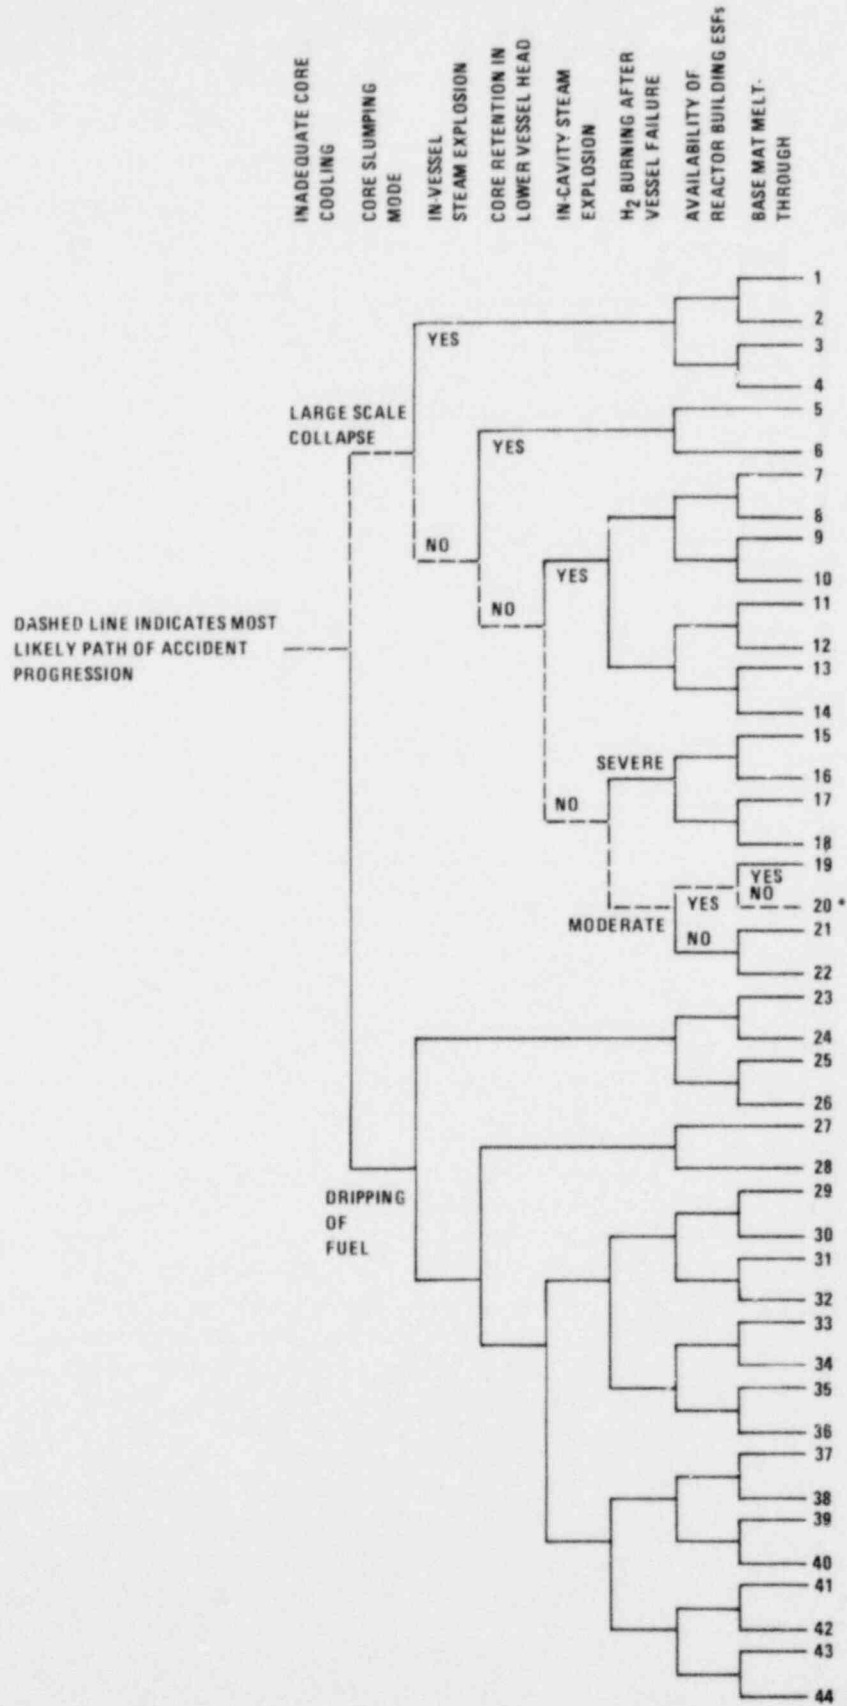 INADEQUATE CORE
COOLING
CORE SLUMPING
MODE
IN-VESSEL
STEAM EXPLOSION
CORE RETENTION IN
LOWER VESSEL HEAD
IN-CAVITY STEAM
EXPLOSION
H2 BURNING AFTER
VESSEL FAILURE
AVAILABILITY OF
REACTOR BUILDING ESFs
BASE MAT MELT-
THROUGH
1
2
YES
3
4
LARGE SCALE
COLLAPSE
5
YES
6
7
8
NO
9
YES
10
11
NO
12
DASHED LINE INDICATES MOST
LIKELY PATH OF ACCIDENT
PROGRESSION
13
14
15
SEVERE
16
NO
17
18
19
YES
NO
YES
20 *
MODERATE
NO
21
22
23
24
25
26
27
28
DRIPPING
OF
FUEL
29
30
31
32
33
34
35
36
37
38
39
40
41
42
43
44